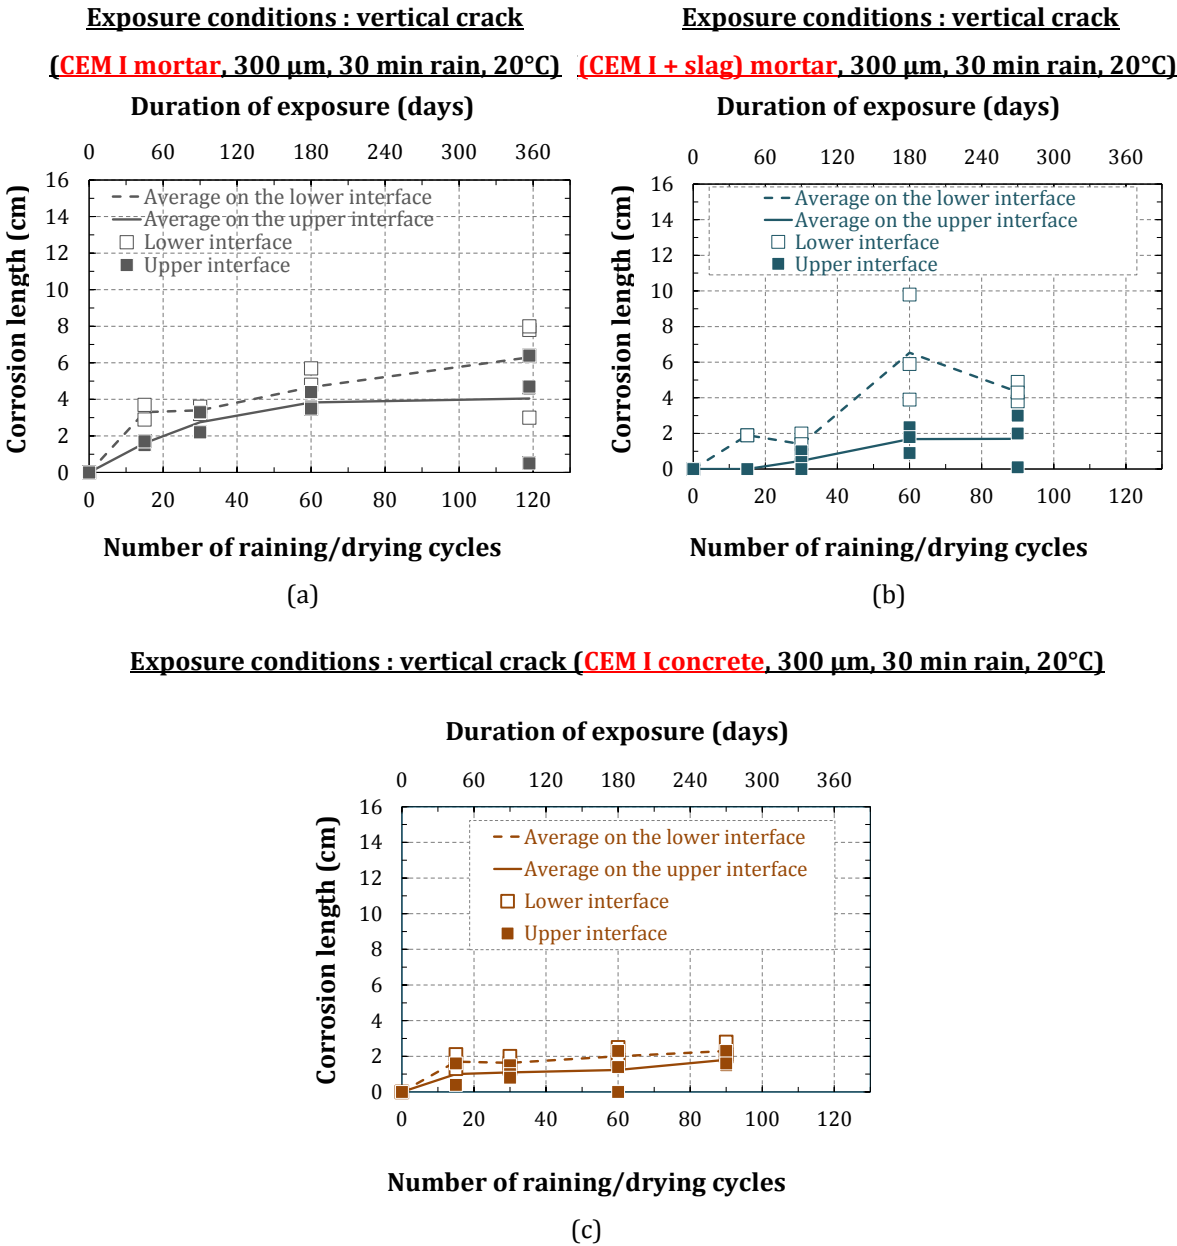 Exposure conditions : vertical crack
(CEM I mortar, 300 µm, 30 min rain, 20°C)
Duration of exposure (days)
0 60 120 180 240 300 360
16
14
12
10
8
6
4
2
0
Corrosion length (cm)
Average on the lower interface
Average on the upper interface
Lower interface
Upper interface
0 20 40 60 80 100 120
Number of raining/drying cycles
(a)
Exposure conditions : vertical crack
(CEM I + slag) mortar, 300 µm, 30 min rain, 20°C)
Duration of exposure (days)
0 60 120 180 240 300 360
16
14
12
10
8
6
4
2
0
Corrosion length (cm)
Average on the lower interface
Average on the upper interface
Lower interface
Upper interface
0 20 40 60 80 100 120
Number of raining/drying cycles
(b)
Exposure conditions : vertical crack (CEM I concrete, 300 µm, 30 min rain, 20°C)
Duration of exposure (days)
0 60 120 180 240 300 360
16
14
12
10
8
6
4
2
0
Corrosion length (cm)
Average on the lower interface
Average on the upper interface
Lower interface
Upper interface
0 20 40 60 80 100 120
Number of raining/drying cycles
(c)